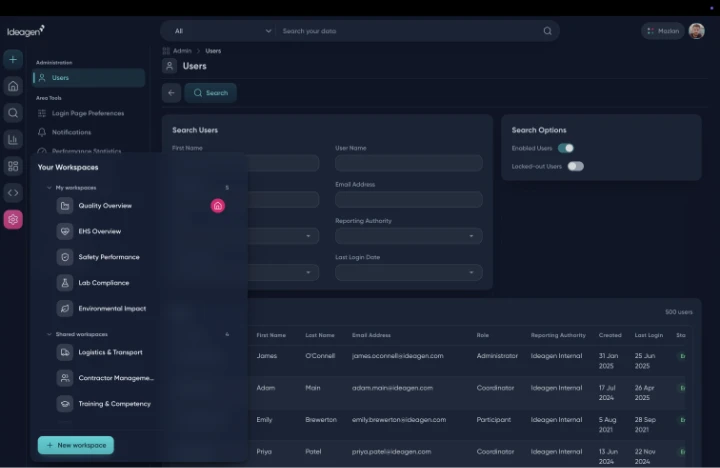 Ideagen
All
Search your data
Maxlan
Administration
Users
Area Tools
Login Page Preferences
Notifications
Performance Statistics
Admin
Users
Users
Search
Search Users
First Name
User Name
Email Address
Reporting Authority
Last Login Date
Search Options
Enabled Users
Locked-out Users
Your Workspaces
My workspaces 5
Quality Overview
EHS Overview
Safety Performance
Lab Compliance
Environmental Impact
Shared workspaces
Logistics & Transport
Contractor Manageme...
Training & Competency
+ New workspace
500 users
First Name Last Name Email Address Role Reporting Authority Created Last Login Sta
James O'Connell james.oconnell@ideagen.com Administrator Ideagen Internal 31 Jan 2025 25 Jun 2025
Adam Main adam.main@ideagen.com Coordinator Ideagen Internal 17 Jul 2024 26 Apr 2025
Emily Brewerton emily.brewerton@ideagen.com Participant Ideagen Internal 5 Aug 2021 28 Sep 2021
Priya Patel priya.patel@ideagen.com Coordinator Ideagen Internal 13 Jun 2024 22 Nov 2024